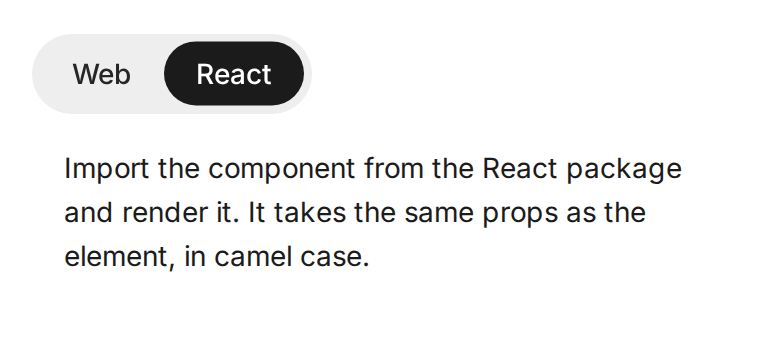 Web React
Import the component from the React package
and render it. It takes the same props as the
element, in camel case.